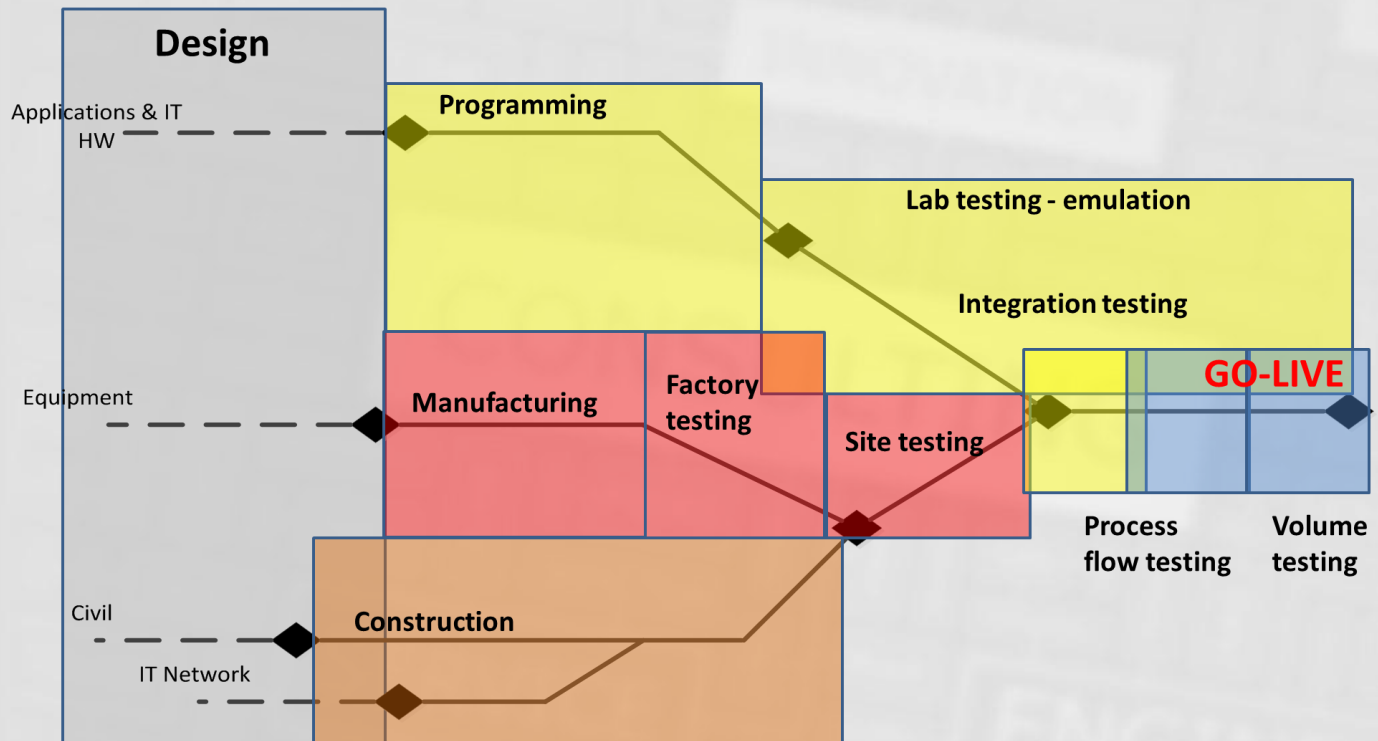 Design
Applications & IT
HW
Programming
Lab testing - emulation
Integration testing
GO-LIVE
Equipment
Manufacturing
Factory
testing
Site testing
Process
flow testing
Volume
testing
Civil
Construction
IT Network